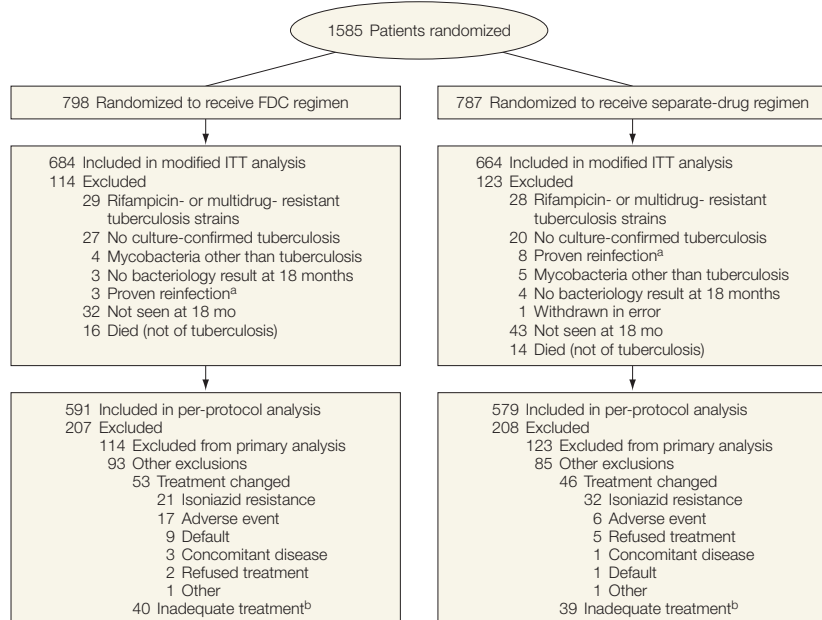 1585 Patients randomized
798 Randomized to receive FDC regimen
787 Randomized to receive separate-drug regimen
684 Included in modified ITT analysis
114 Excluded
29 Rifampicin- or multidrug- resistant
tuberculosis strains
27 No culture-confirmed tuberculosis
4 Mycobacteria other than tuberculosis
3 No bacteriology result at 18 months
3 Proven reinfectionᵃ
32 Not seen at 18 mo
16 Died (not of tuberculosis)
664 Included in modified ITT analysis
123 Excluded
28 Rifampicin- or multidrug- resistant
tuberculosis strains
20 No culture-confirmed tuberculosis
8 Proven reinfectionᵃ
5 Mycobacteria other than tuberculosis
4 No bacteriology result at 18 months
1 Withdrawn in error
43 Not seen at 18 mo
14 Died (not of tuberculosis)
591 Included in per-protocol analysis
207 Excluded
114 Excluded from primary analysis
93 Other exclusions
53 Treatment changed
21 Isoniazid resistance
17 Adverse event
9 Default
3 Concomitant disease
2 Refused treatment
1 Other
40 Inadequate treatmentᵇ
579 Included in per-protocol analysis
208 Excluded
123 Excluded from primary analysis
85 Other exclusions
46 Treatment changed
32 Isoniazid resistance
6 Adverse event
5 Refused treatment
1 Concomitant disease
1 Default
1 Other
39 Inadequate treatmentᵇ